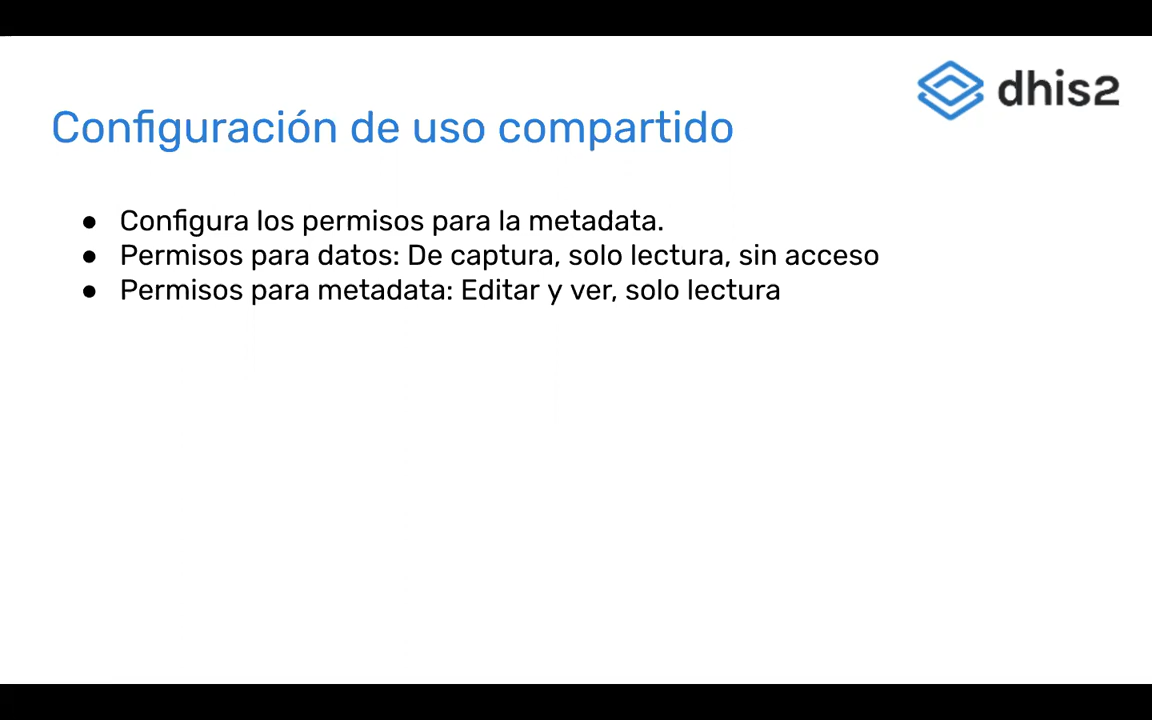 dhis2
Configuración de uso compartido
● Configura los permisos para la metadata.
● Permisos para datos: De captura, solo lectura, sin acceso
● Permisos para metadata: Editar y ver, solo lectura